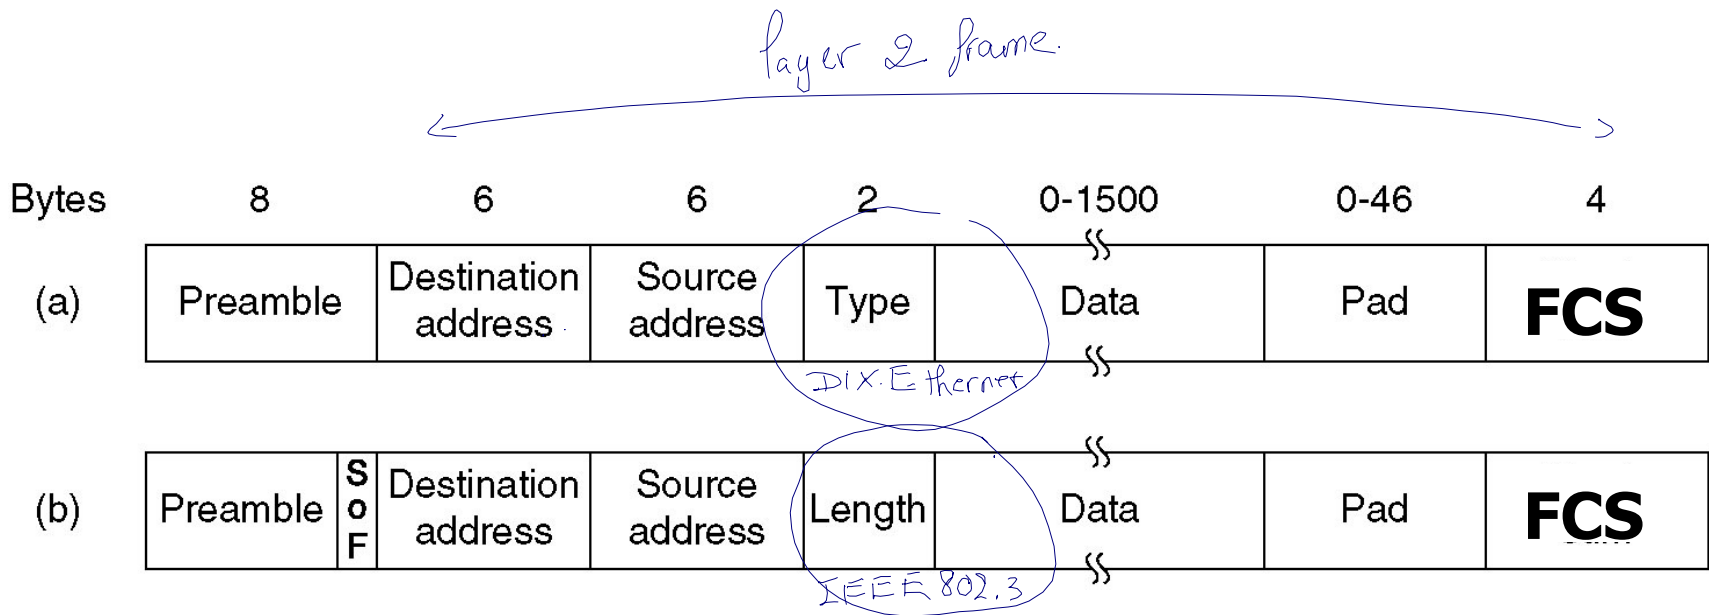 layer 2 frame.
Bytes 8 6 6 2 0-1500 0-46 4
(a) Preamble Destination address Source address Type Data Pad FCS
DIX.Ethernet
(b) Preamble SoF Destination address Source address Length Data Pad FCS
IEEE 802.3